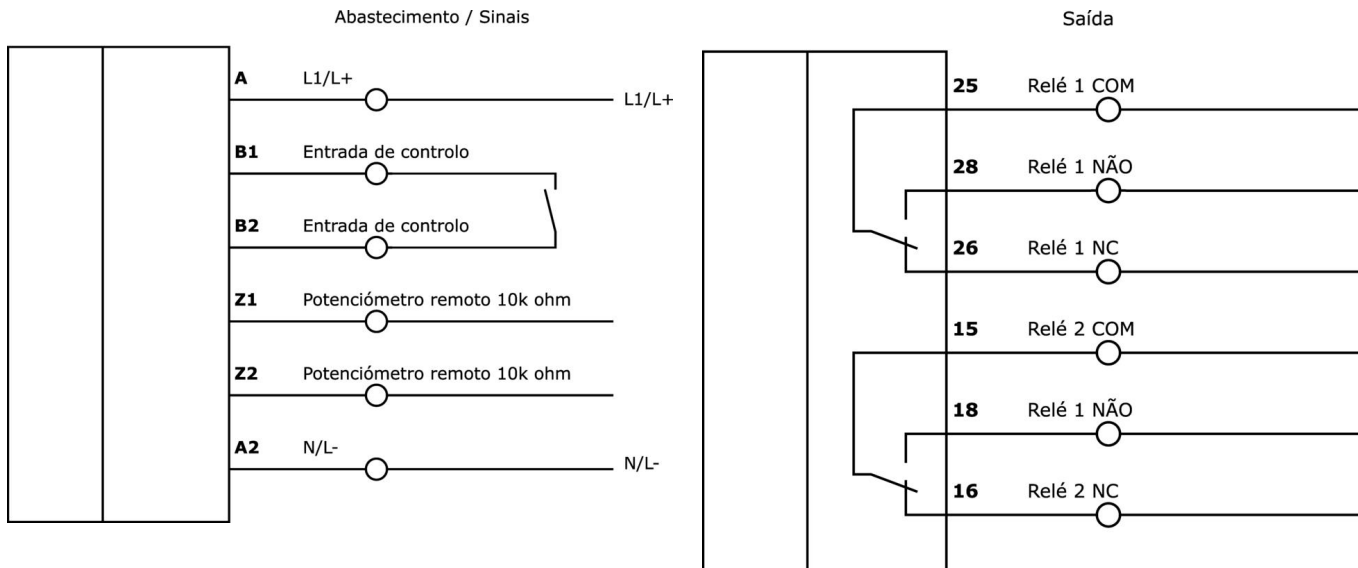 Abastecimento / Sinais
A L1/L+ L1/L+
B1 Entrada de controlo
B2 Entrada de controlo
Z1 Potenciómetro remoto 10k ohm
Z2 Potenciómetro remoto 10k ohm
A2 N/L- N/L-
Saída
25 Relé 1 COM
28 Relé 1 NÃO
26 Relé 1 NC
15 Relé 2 COM
18 Relé 1 NÃO
16 Relé 2 NC